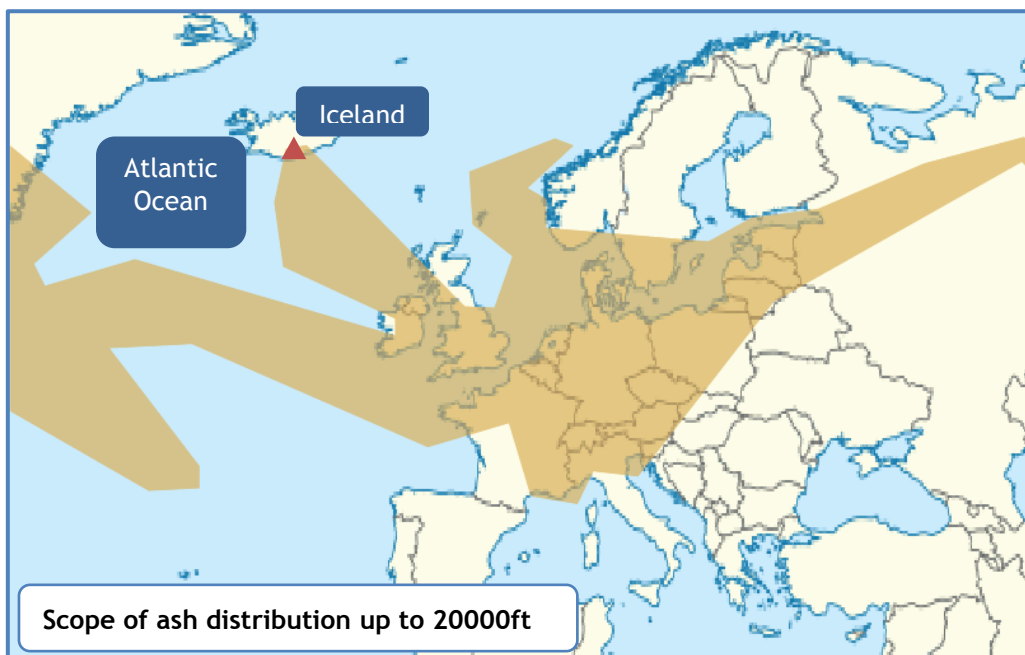 Iceland
Atlantic
Ocean
Scope of ash distribution up to 20000ft